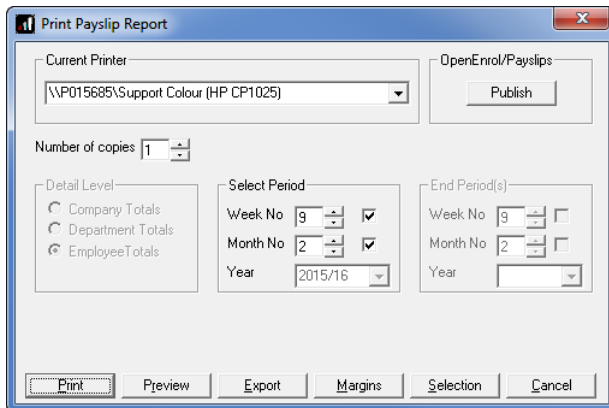 Print Payslip Report
Current Printer
OpenEnrol/Payslips
\\P015685\Support Colour (HP CP1025)
Publish
Number of copies 1
Detail Level
Company Totals
Department Totals
EmployeeTotals
Select Period
Week No 9
Month No 2
Year 2015/16
End Period(s)
Week No 9
Month No 2
Year
Print Preview Export Margins Selection Cancel